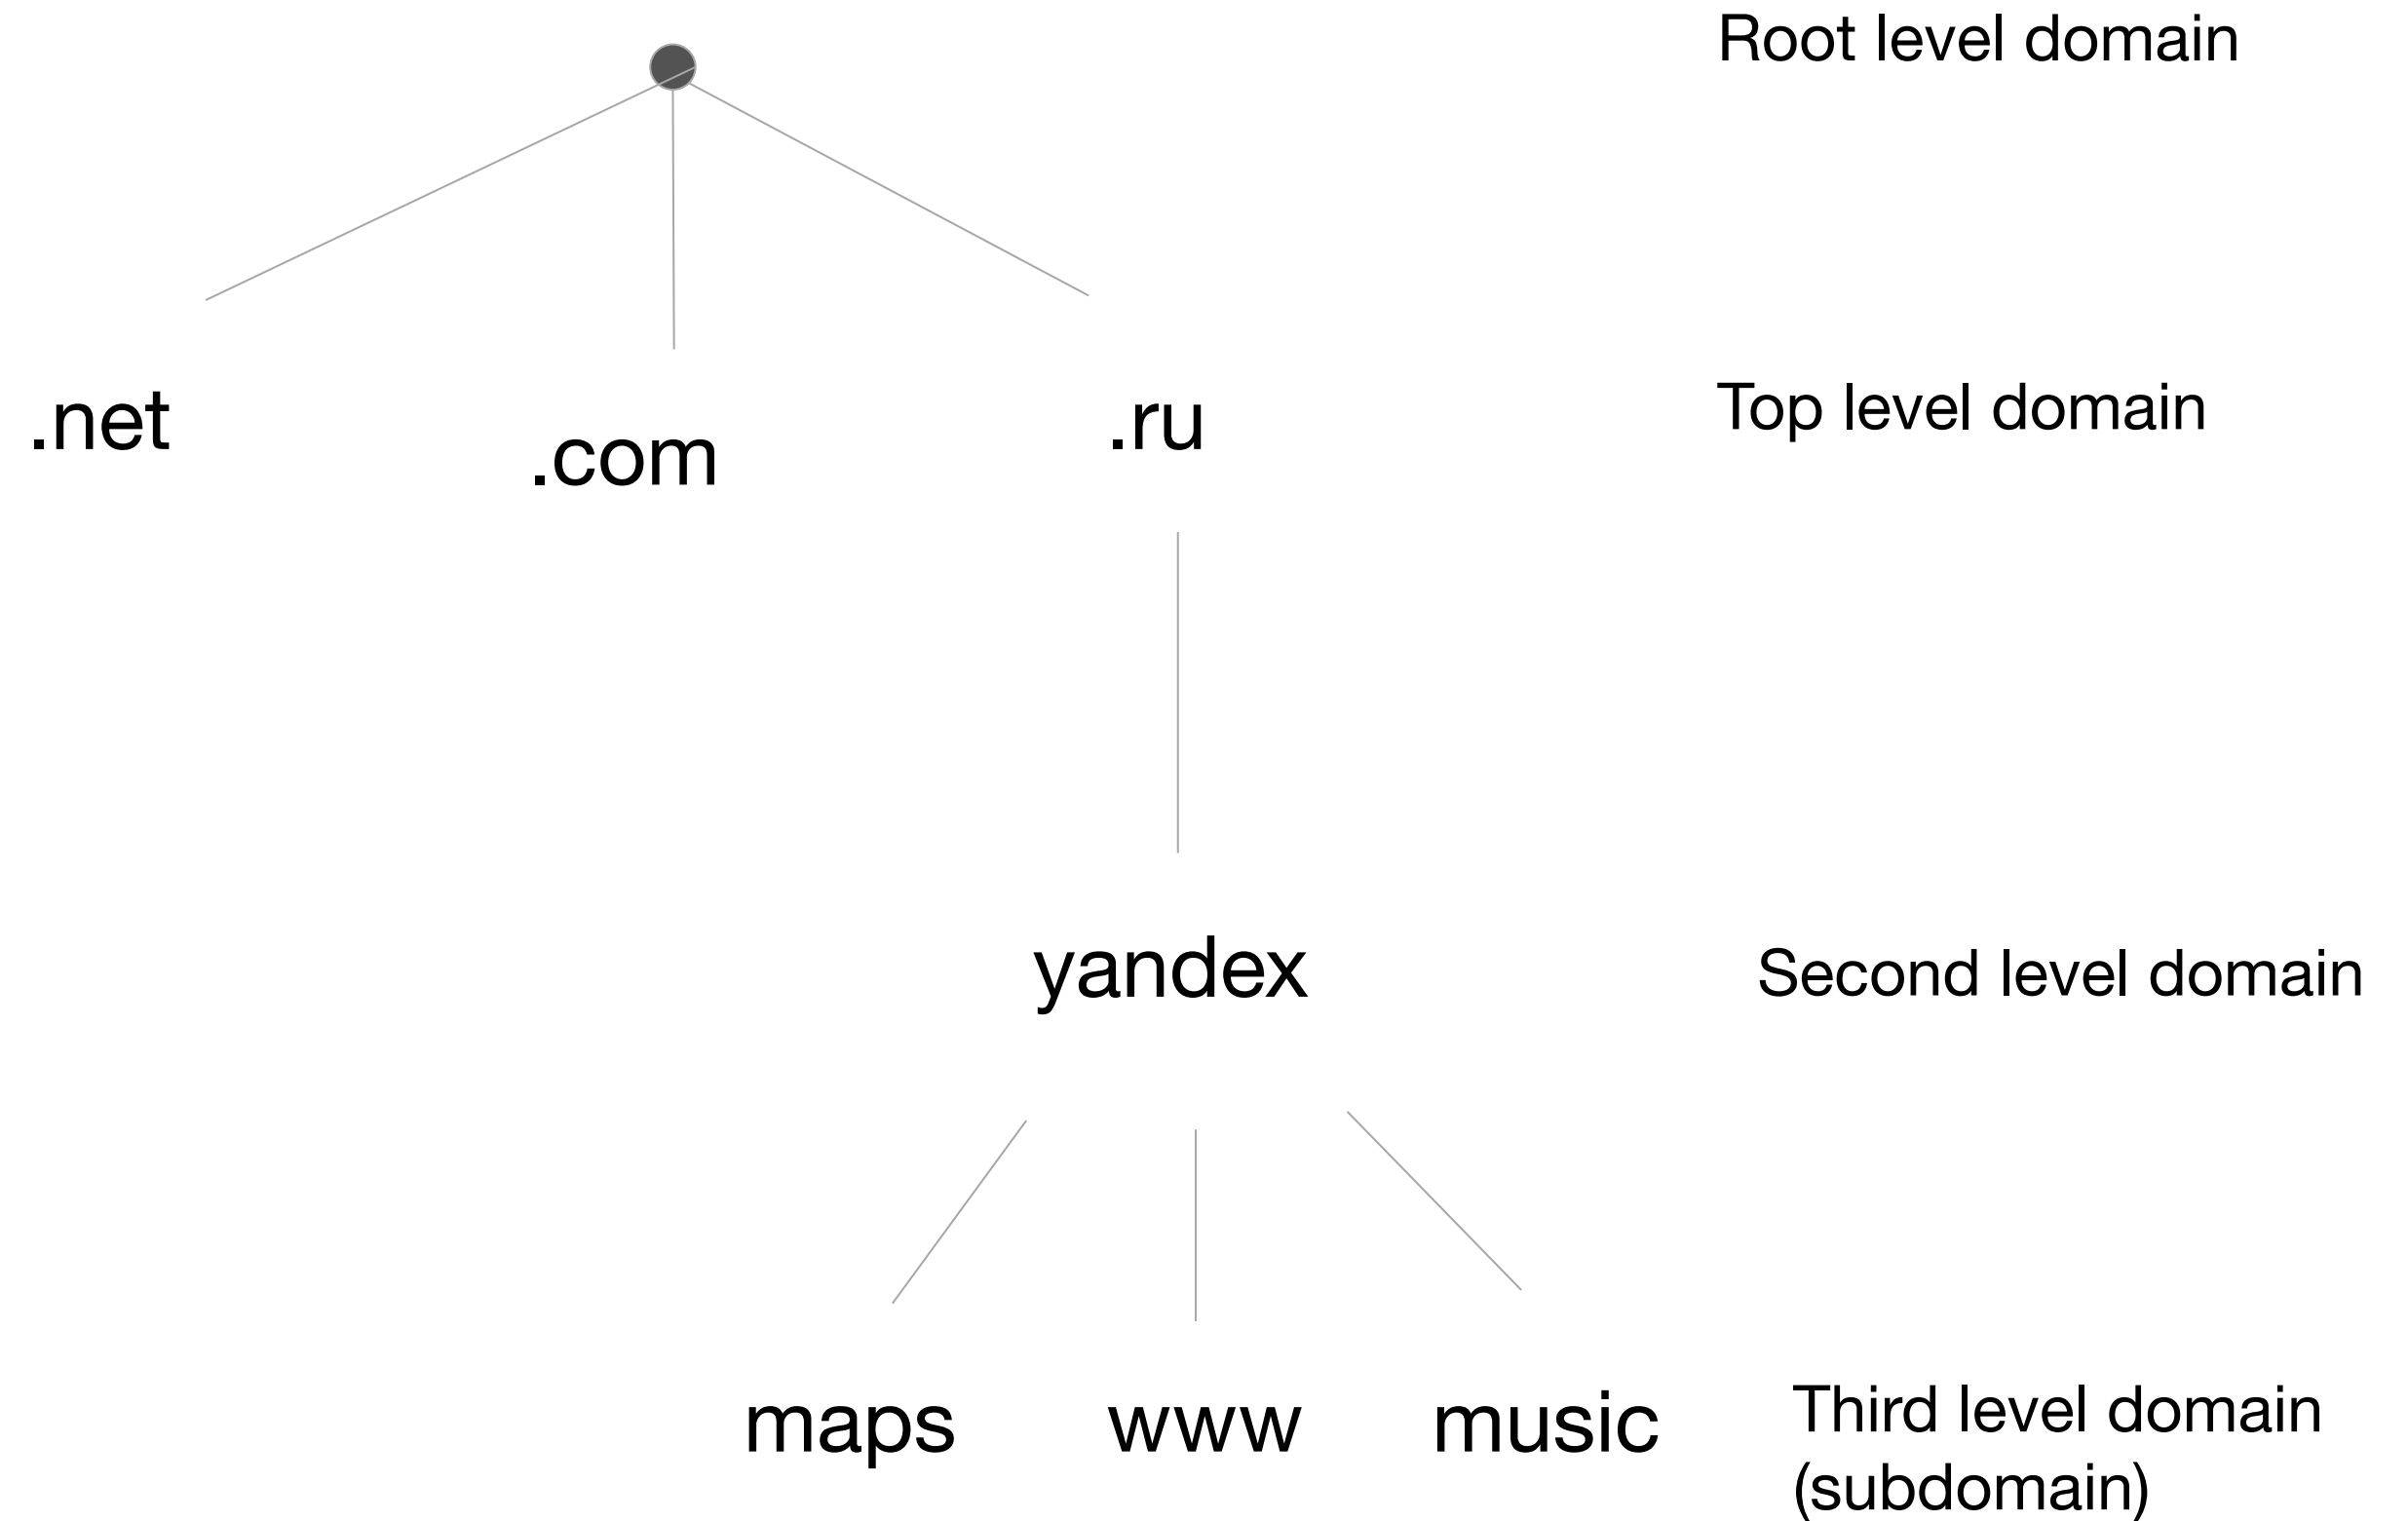 Root level domain
.net
.com
.ru
Top level domain
yandex
Second level domain
maps
www
music
Third level domain
(subdomain)